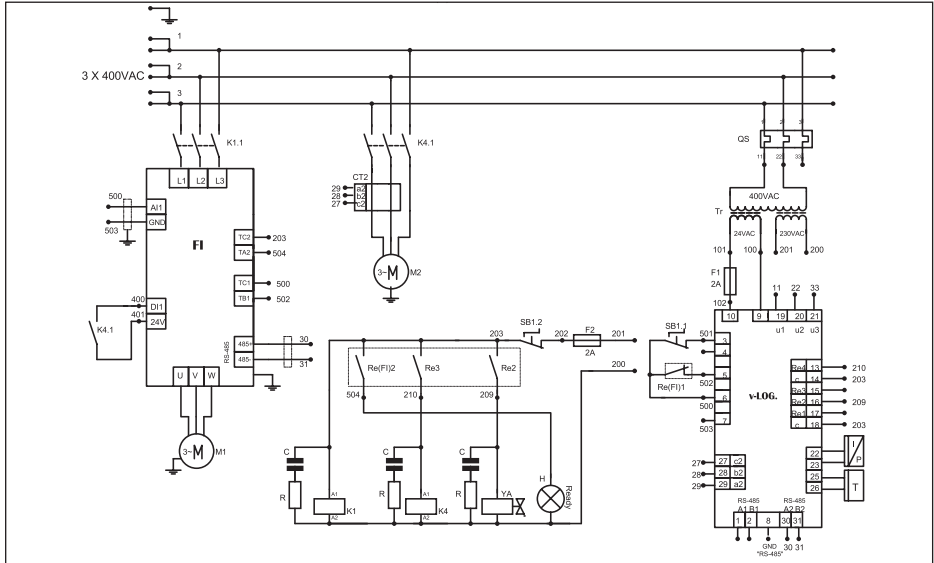 1
2
3 X 400VAC
3
K1.1
K4.1
QS
1 2 3
11 22 33
L1 L2 L3
CT2
29 a2
28 b2
27 c2
400VAC
Tr
24VAC 230VAC
500
AI1
503
GND
FI
TC2 203
TA2 504
TC1 500
TB1 502
3~ M M2
101 100 201 200
F1
2A
102
11 22 33
10 9 19 20 21
u1 u2 u3
400
DI1
401
24V
K4.1
RS-485
485+ 30
485- 31
U V W
3~ M M1
203 SB1.2 202 F2 201
2A
200
Re(FI)2 Re3 Re2
504 210 209
SB1.1 501
3
4
5
502
Re(FI)1
6
500
7
503
v-LOG.
Re4 13 210
c 14 203
Re3 15
Re2 16 209
Re1 17
c 18 203
22 I
23 P
25 T
26
27 27 c2
28 28 b2
29 29 a2
C C C
R R R
A1 A1
K1 K4 YA
A2 A2
H
Ready
RS-485 RS-485
A1 B1 A2 B2
1 2 8 30 31
GND 30 31
"RS-485"